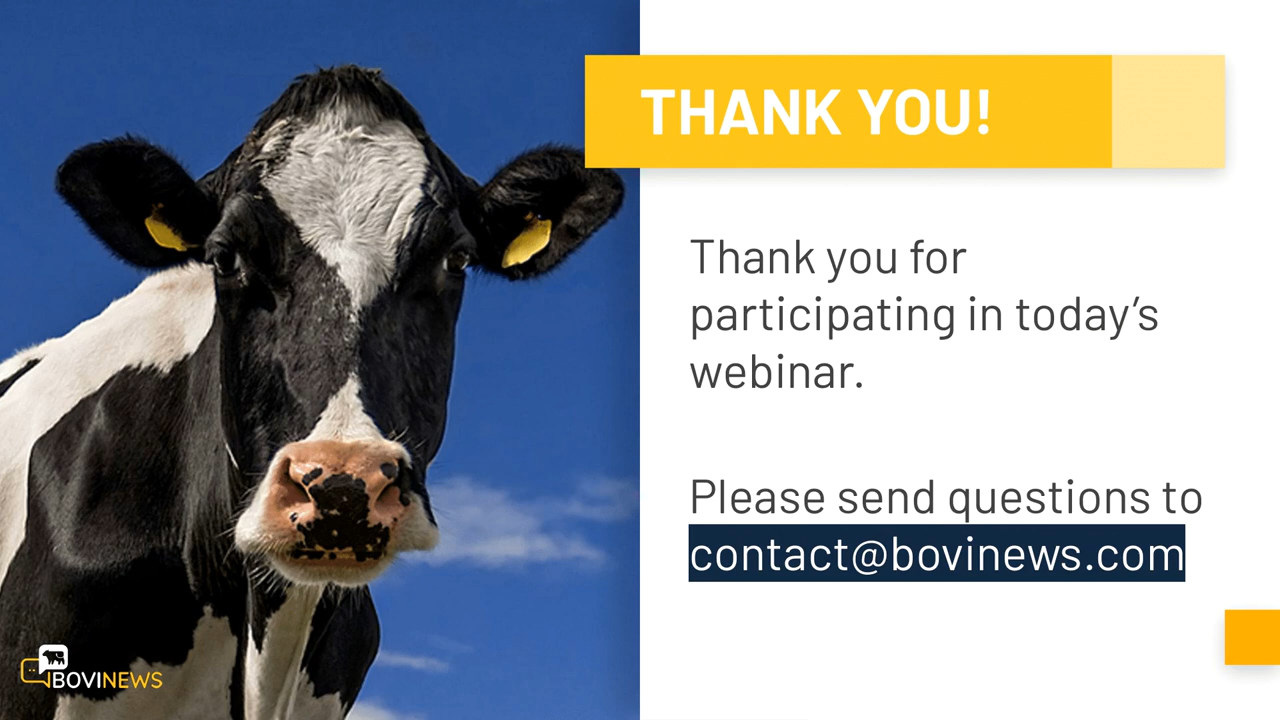 THANK YOU!
Thank you for
participating in today’s
webinar.
Please send questions to
contact@bovinews.com
BOVINEWS